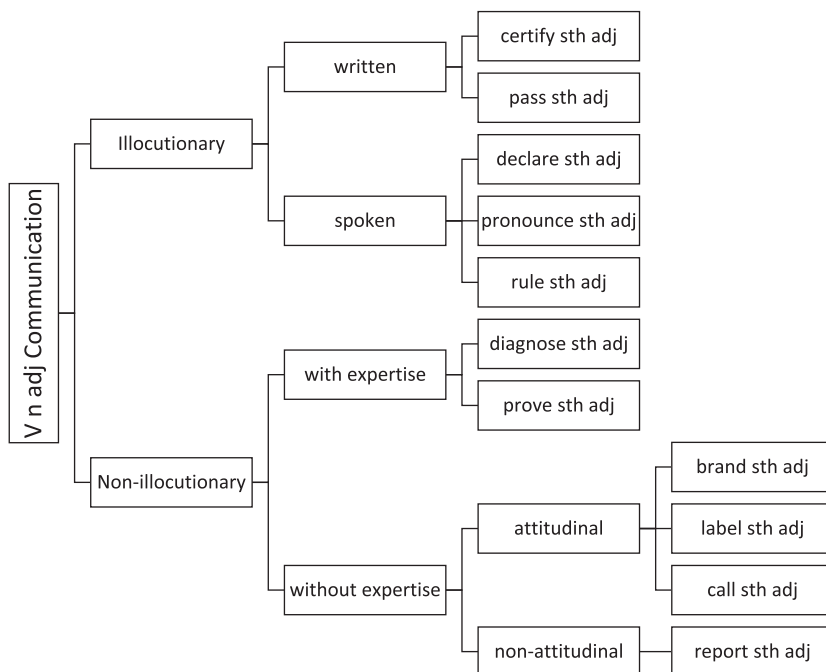 V n adj Communication
Illocutionary
written
certify sth adj
pass sth adj
spoken
declare sth adj
pronounce sth adj
rule sth adj
Non-illocutionary
with expertise
diagnose sth adj
prove sth adj
without expertise
attitudinal
brand sth adj
label sth adj
call sth adj
non-attitudinal
report sth adj